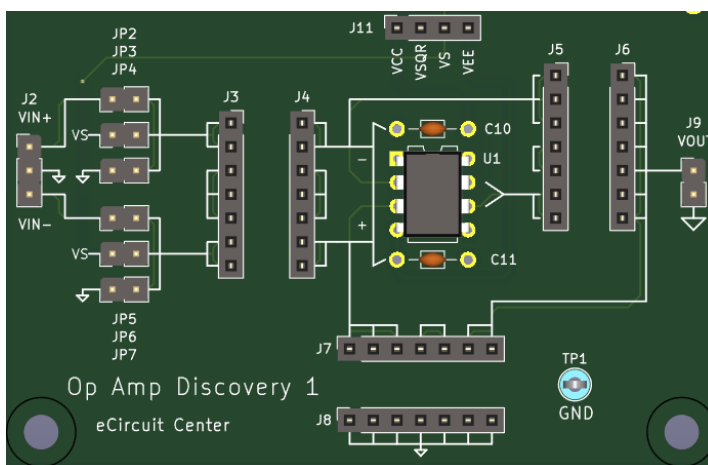 JP2
JP3
JP4
J11
VCC
VSQR
VS
VEE
J5
J6
J2
VIN+
J3
J4
C10
J9
VOUT
VS
-
U1
VIN-
+
VS
C11
JP5
JP6
JP7
J7
TP1
Op Amp Discovery 1
GND
eCircuit Center
J8